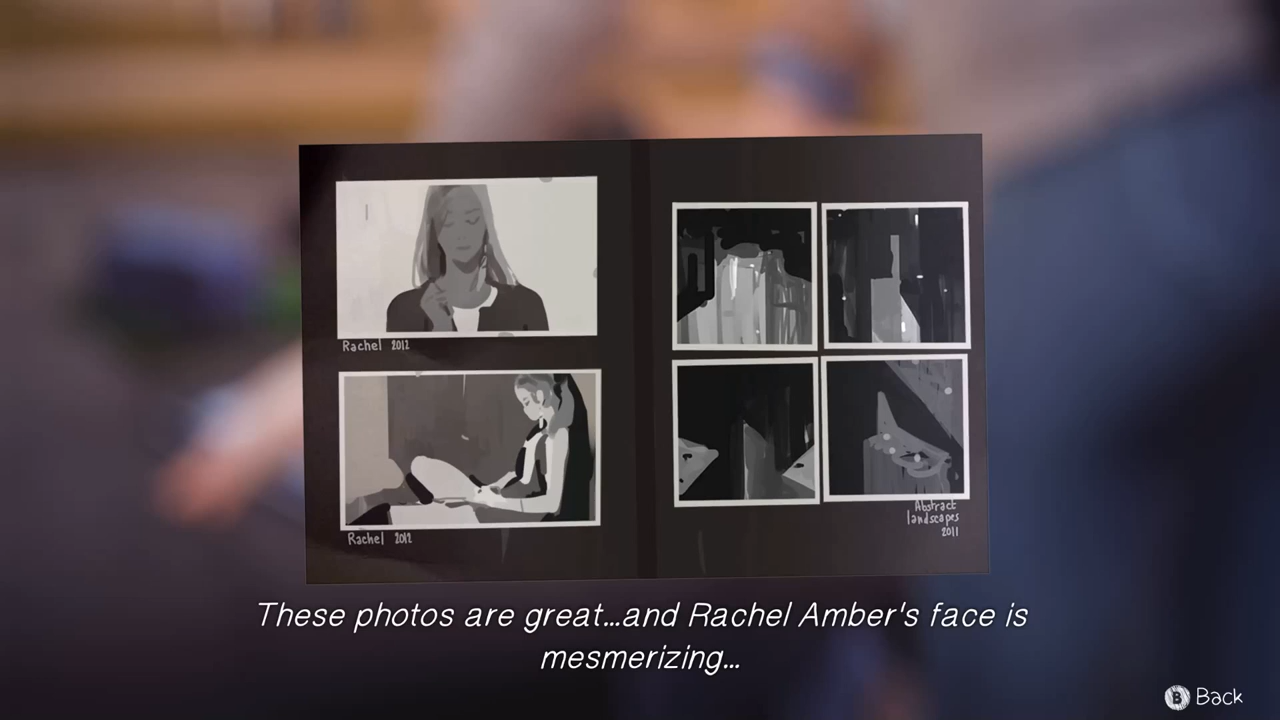 Rachel 2012
Rachel 2012
Abstract
landscapes
2011
These photos are great...and Rachel Amber's face is
mesmerizing...
B Back